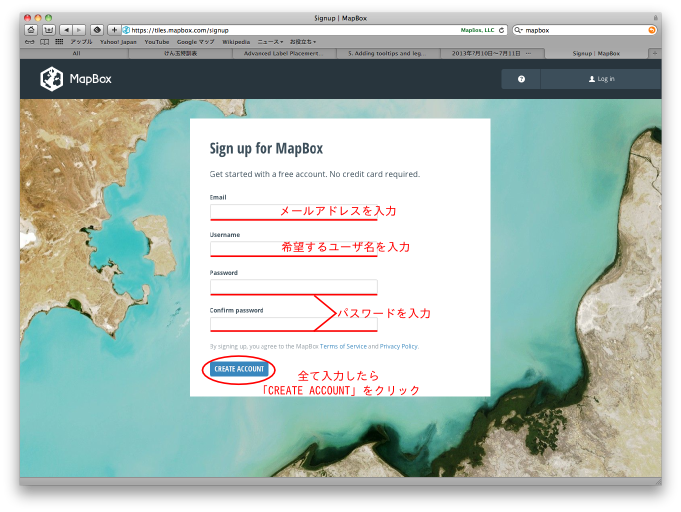 Signup | MapBox
https://tiles.mapbox.com/signup
MapBox, LLC
mapbox
アップル Yahoo! Japan YouTube Google マップ Wikipedia ニュース お役立ち
All けん玉特訓表 Advanced Label Placement... 5. Adding tooltips and leg... 2013年7月10日〜7月11日 ... Signup | MapBox
MapBox
? Log in
Sign up for MapBox
Get started with a free account. No credit card required.
Email
メールアドレスを入力
Username
希望するユーザ名を入力
Password
Confirm password
パスワードを入力
By signing up, you agree to the MapBox Terms of Service and Privacy Policy.
CREATE ACCOUNT
全て入力したら
「CREATE ACCOUNT」をクリック